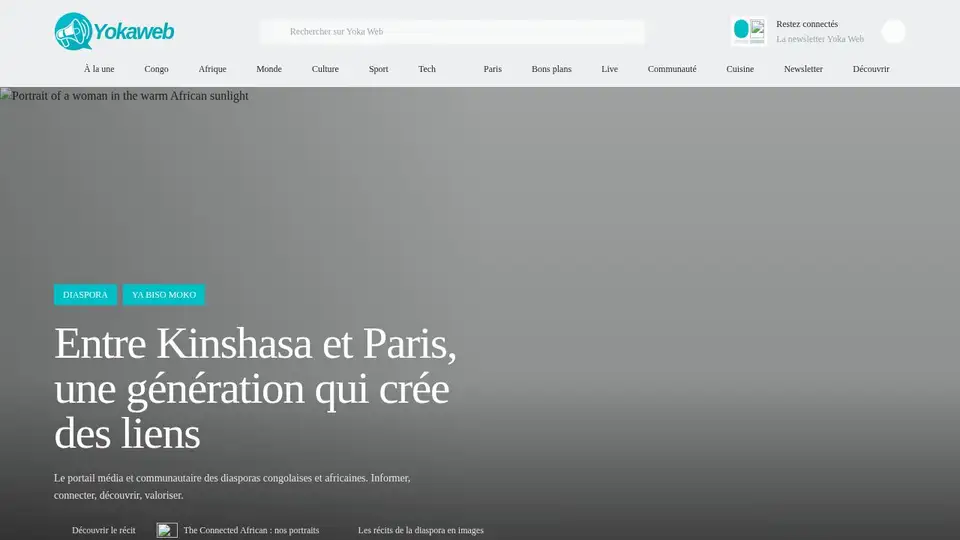 Yokaweb
Rechercher sur Yoka Web
Restez connectés
La newsletter Yoka Web
À la une
Congo
Afrique
Monde
Culture
Sport
Tech
Paris
Bons plans
Live
Communauté
Cuisine
Newsletter
Découvrir
Portrait of a woman in the warm African sunlight
DIASPORA
YA BISO MOKO
Entre Kinshasa et Paris,
une génération qui crée
des liens
Le portail média et communautaire des diasporas congolaises et africaines. Informer,
connecter, découvrir, valoriser.
Découvrir le récit
The Connected African : nos portraits
Les récits de la diaspora en images